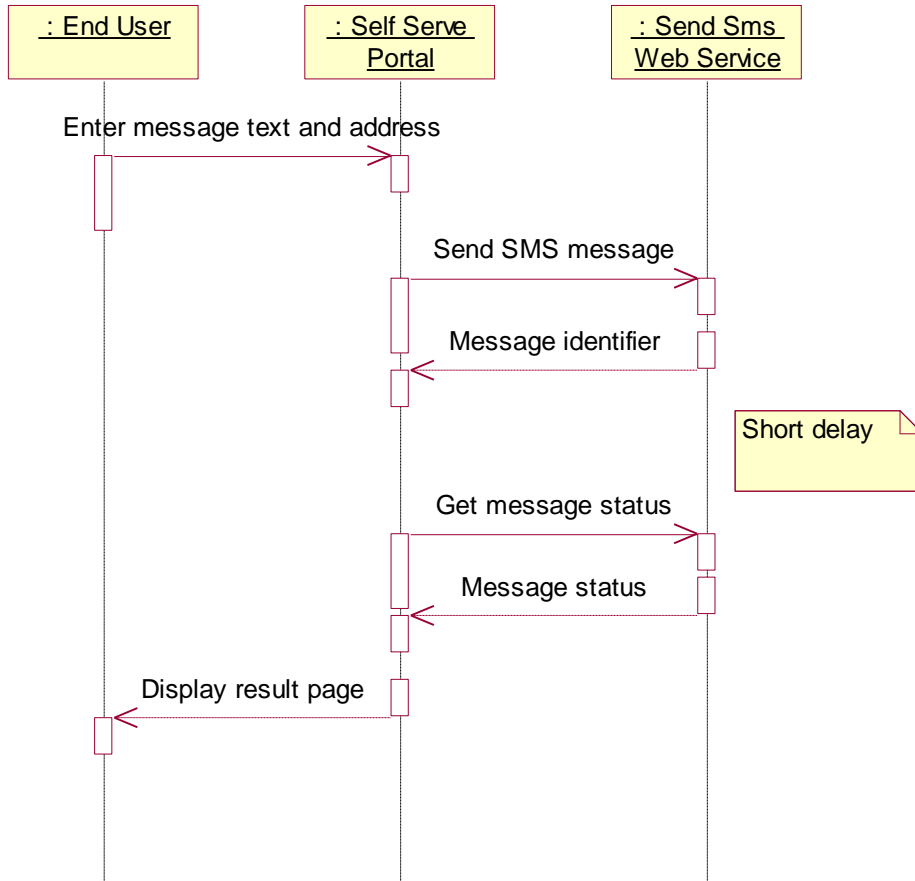 : End User
: Self Serve
Portal
: Send Sms
Web Service
Enter message text and address
Send SMS message
Message identifier
Short delay
Get message status
Message status
Display result page